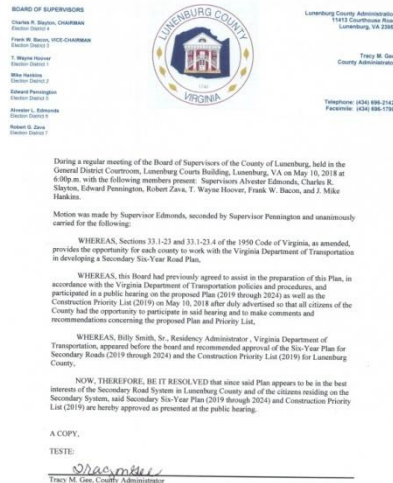 BOARD OF SUPERVISORS
Charles R. Slayton, CHAIRMAN
Election District 4
Frank W. Bacon, VICE-CHAIRMAN
Election District 3
T. Wayne Hoover
Election District 1
Mike Hankins
Election District 2
Edward Pennington
Election District 5
Alvester L. Edmonds
Election District 6
Robert G. Zava
Election District 7
LUNENBURG COUNTY
VIRGINIA
Lunenburg County Administrat
11413 Courthouse Road
Lunenburg, VA
Tracy M. Gee
County Administrato
Telephone: (434) 696-214
Facsimile: (434) 696-179
During a regular meeting of the Board of Supervisors of the County of Lunenburg, held in the
General District Courtroom, Lunenburg Courts Building, Lunenburg, VA on May 10, 2018 at
6:00p.m. with the following members present: Supervisors Alvester Edmonds, Charles R.
Slayton, Edward Pennington, Robert Zava, T. Wayne Hoover, Frank W. Bacon, and J. Mike
Hankins.
Motion was made by Supervisor Edmonds, seconded by Supervisor Pennington and unanimously
carried for the following:
WHEREAS, Sections 33.1-23 and 33.1-23.4 of the 1950 Code of Virginia, as amended,
provides the opportunity for each county to work with the Virginia Department of Transportation
in developing a Secondary Six-Year Road Plan,
WHEREAS, this Board had previously agreed to assist in the preparation of this Plan, in
accordance with the Virginia Department of Transportation policies and procedures, and
participated in a public hearing on the proposed Plan (2019 through 2024) as well as the
Construction Priority List (2019) on May 10, 2018 after duly advertised so that all citizens of the
County had the opportunity to participate in said hearing and to make comments and
recommendations concerning the proposed Plan and Priority List,
WHEREAS, Billy Smith, Sr., Residency Administrator , Virginia Department of
Transportation, appeared before the board and recommended approval of the Six-Year Plan for
Secondary Roads (2019 through 2024) and the Construction Priority List (2019) for Lunenburg
County,
NOW, THEREFORE, BE IT RESOLVED that since said Plan appears to be in the best
interests of the Secondary Road System in Lunenburg County and of the citizens residing on the
Secondary System, said Secondary Six-Year Plan (2019 through 2024) and Construction Priority
List (2019) are hereby approved as presented at the public hearing.
A COPY,
TESTE:
Tracy M. Gee
Tracy M. Gee, County Administrator